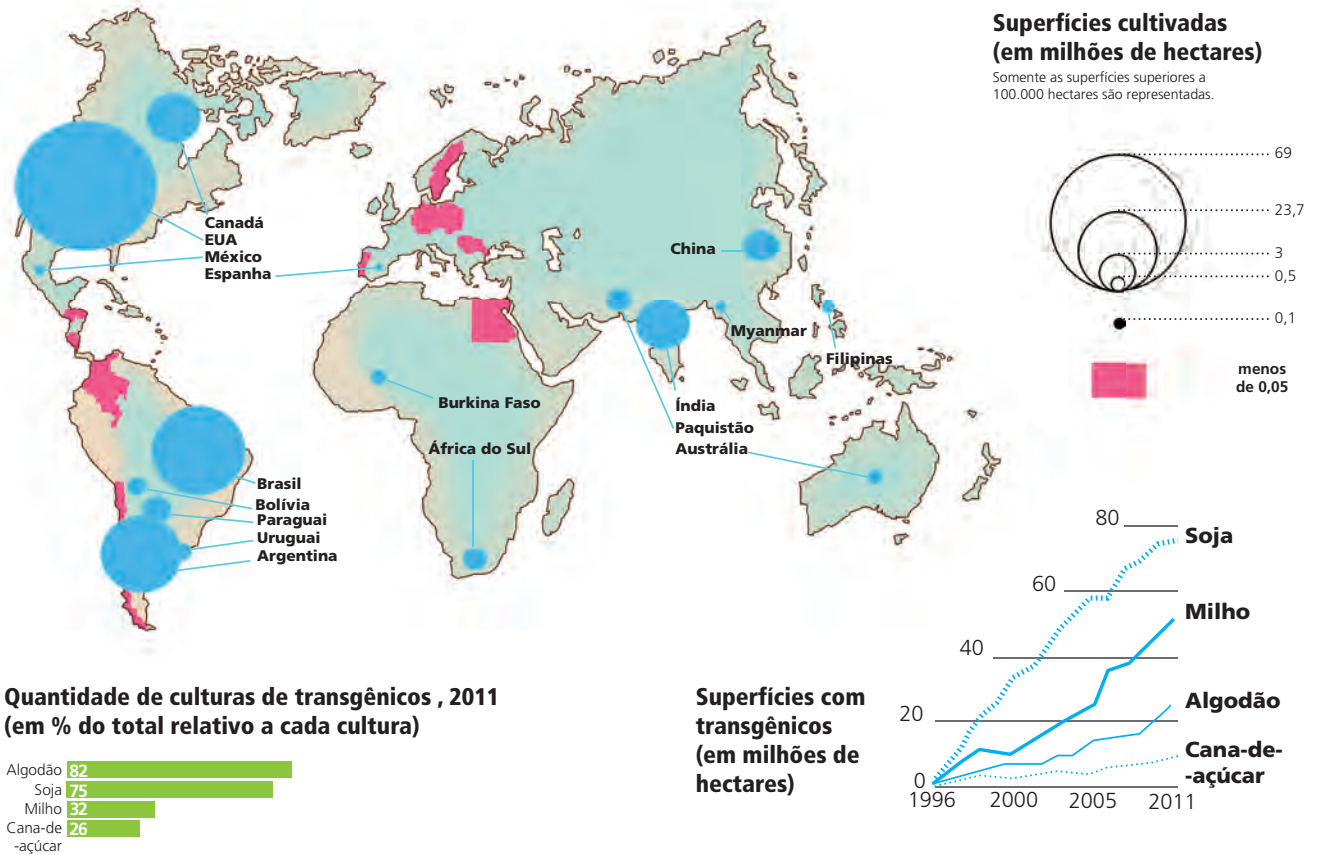 Superfícies cultivadas
(em milhões de hectares)
Somente as superfícies superiores a
100.000 hectares são representadas.
69
23,7
3
0,5
0,1
menos
de 0,05
Canadá
EUA
México
Espanha
China
Myanmar
Filipinas
Burkina Faso
Índia
Paquistão
África do Sul
Austrália
Brasil
Bolívia
Paraguai
Uruguai
Argentina
Quantidade de culturas de transgênicos , 2011
(em % do total relativo a cada cultura)
Algodão 82
Soja 75
Milho 32
Cana-de 26
-açúcar
Superfícies com
transgênicos
(em milhões de
hectares)
80
60
40
20
0
1996 2000 2005 2011
Soja
Milho
Algodão
Cana-de-
-açúcar